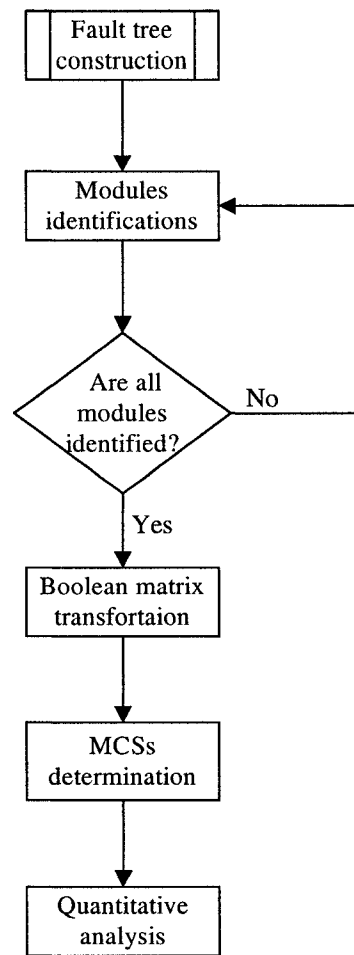 Fault tree
construction
Modules
identifications
Are all
modules
identified?
No
Yes
Boolean matrix
transfortaion
MCSs
determination
Quantitative
analysis